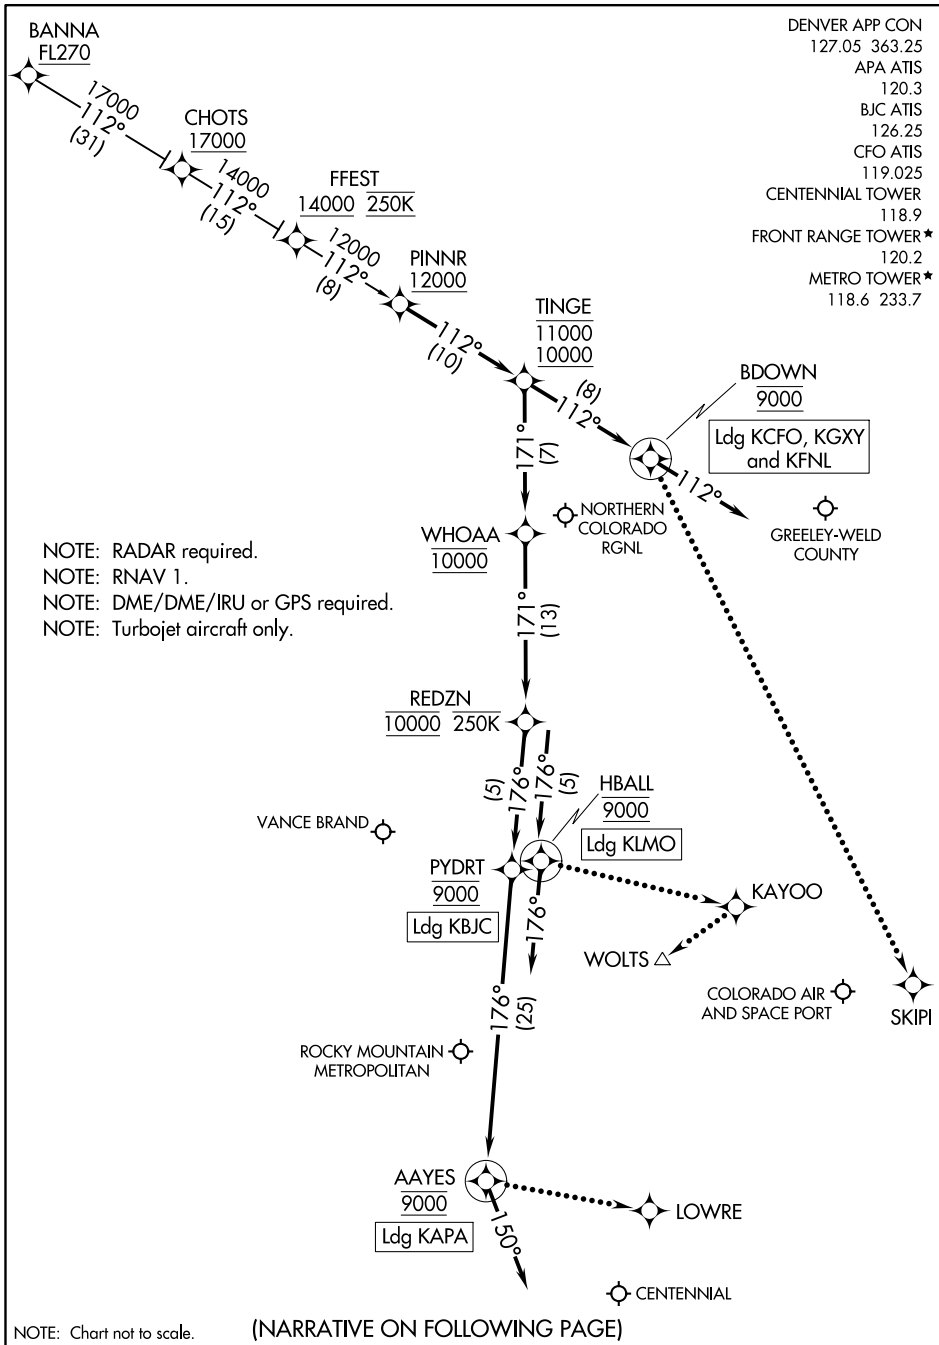 BANNA
FL270
DENVER APP CON
127.05 363.25
APA ATIS
120.3
BJC ATIS
126.25
CFO ATIS
119.025
CENTENNIAL TOWER
118.9
FRONT RANGE TOWER★
120.2
METRO TOWER★
118.6 233.7
17000
112°
(31)
CHOTS
17000
14000
112°
(15)
FFEST
14000 250K
12000
112°
(8)
PINNR
12000
112°
(10)
TINGE
11000
10000
(8)
112°
BDOWN
9000
Ldg KCFO, KGXY
and KFNL
112°
171°
(7)
NORTHERN
COLORADO
RGNL
GREELEY-WELD
COUNTY
WHOAA
10000
NOTE: RADAR required.
NOTE: RNAV 1.
NOTE: DME/DME/IRU or GPS required.
NOTE: Turbojet aircraft only.
171°
(13)
REDZN
10000 250K
176°
(5)
176°
(5)
HBALL
9000
Ldg KLMO
VANCE BRAND
PYDRT
9000
Ldg KBJC
176°
KAYOO
WOLTS
COLORADO AIR
AND SPACE PORT
SKIPI
176°
(25)
ROCKY MOUNTAIN
METROPOLITAN
AAYES
9000
Ldg KAPA
150°
LOWRE
CENTENNIAL
NOTE: Chart not to scale.
(NARRATIVE ON FOLLOWING PAGE)